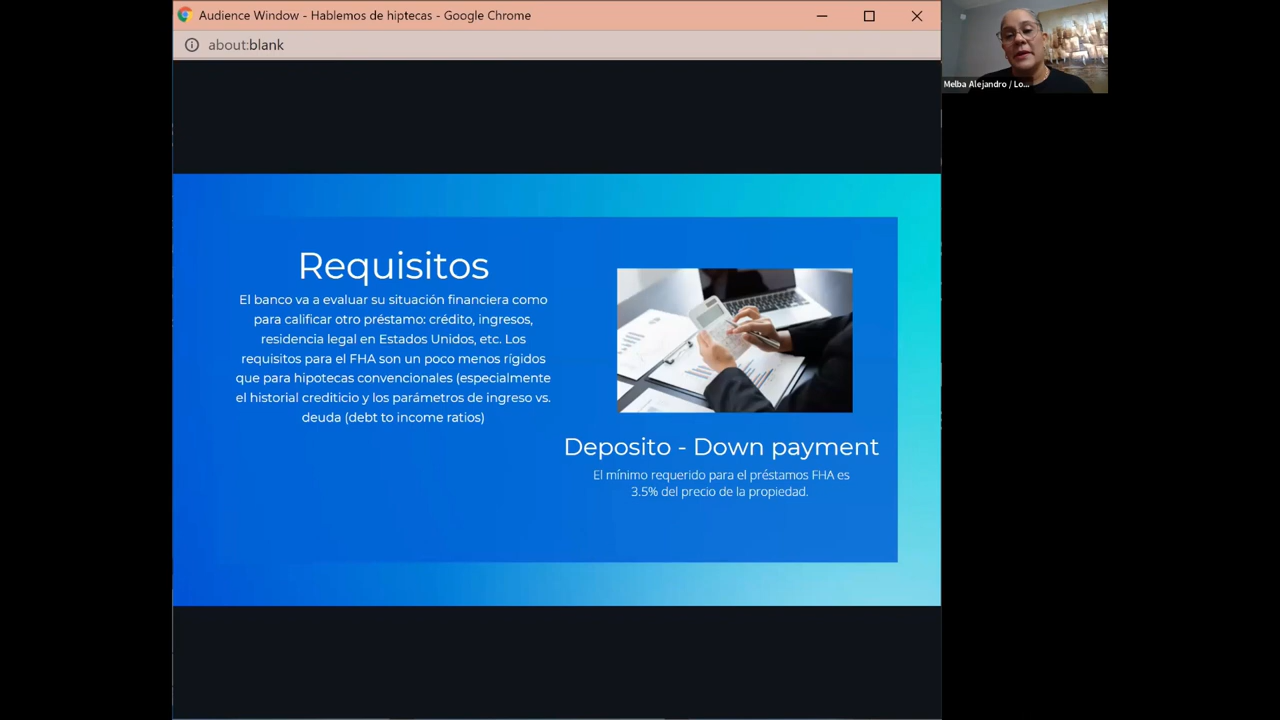 Audience Window - Hablemos de hiptecas - Google Chrome
about:blank
Melba Alejandro / Lo...
Requisitos
El banco va a evaluar su situación financiera como
para calificar otro préstamo: crédito, ingresos,
residencia legal en Estados Unidos, etc. Los
requisitos para el FHA son un poco menos rígidos
que para hipotecas convencionales (especialmente
el historial crediticio y los parámetros de ingreso vs.
deuda (debt to income ratios)
Deposito - Down payment
El mínimo requerido para el préstamos FHA es
3.5% del precio de la propiedad.